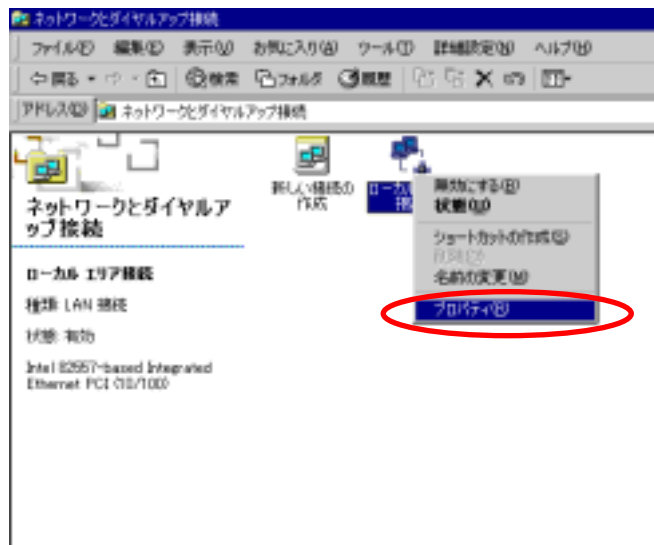 ネットワークとダイヤルアップ接続
ファイル(F) 編集(E) 表示(V) お気に入り(A) ツール(T) 詳細設定(N) ヘルプ(H)
戻る 検索 フォルダ 履歴
アドレス(D) ネットワークとダイヤルアップ接続
新しい接続の
作成
ネットワークとダイヤルア
ップ接続
無効にする(B)
状態(U)
ショートカットの作成(S)
削除(D)
名前の変更(M)
プロパティ(R)
ローカル エリア接続
種類: LAN 接続
状態: 有効
Intel 82557-based Integrated
Ethernet PCI (10/100)